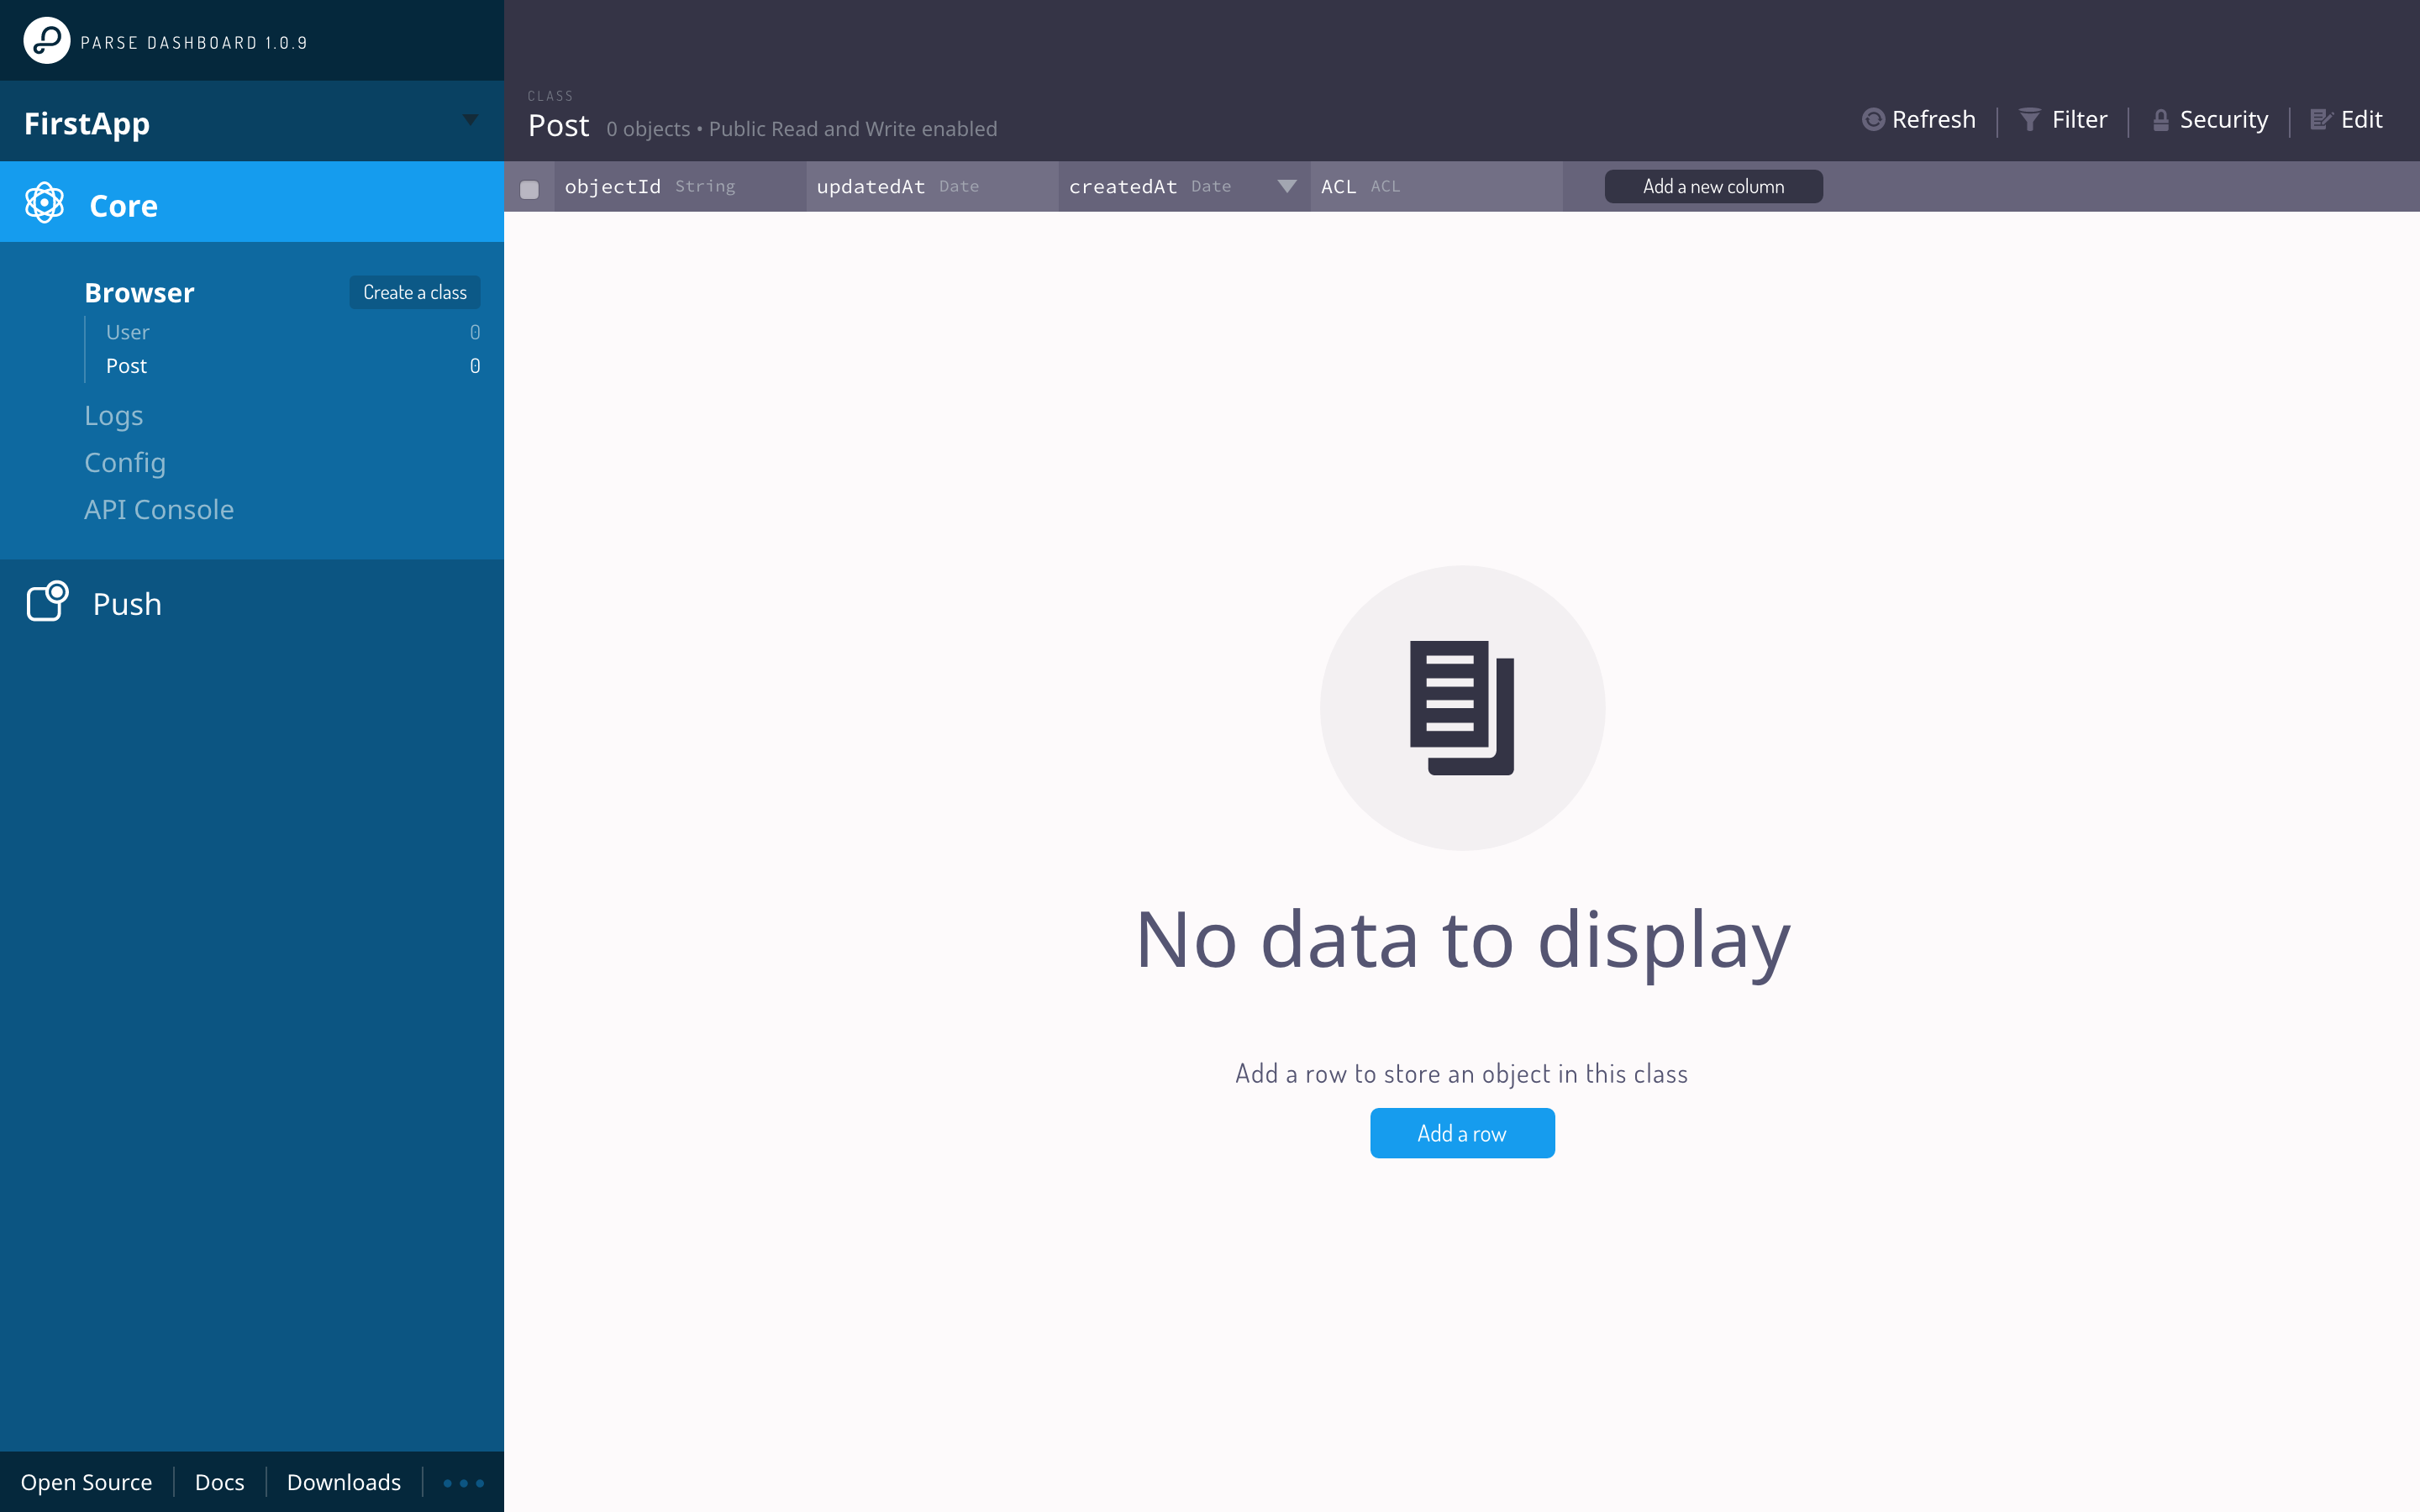 PARSE DASHBOARD 1.0.9
FirstApp
Core
Browser Create a class
User 0
Post 0
Logs
Config
API Console
Push
Open Source Docs Downloads
CLASS
Post 0 objects • Public Read and Write enabled
Refresh Filter Security Edit
objectId String updatedAt Date createdAt Date ACL ACL Add a new column
No data to display
Add a row to store an object in this class
Add a row